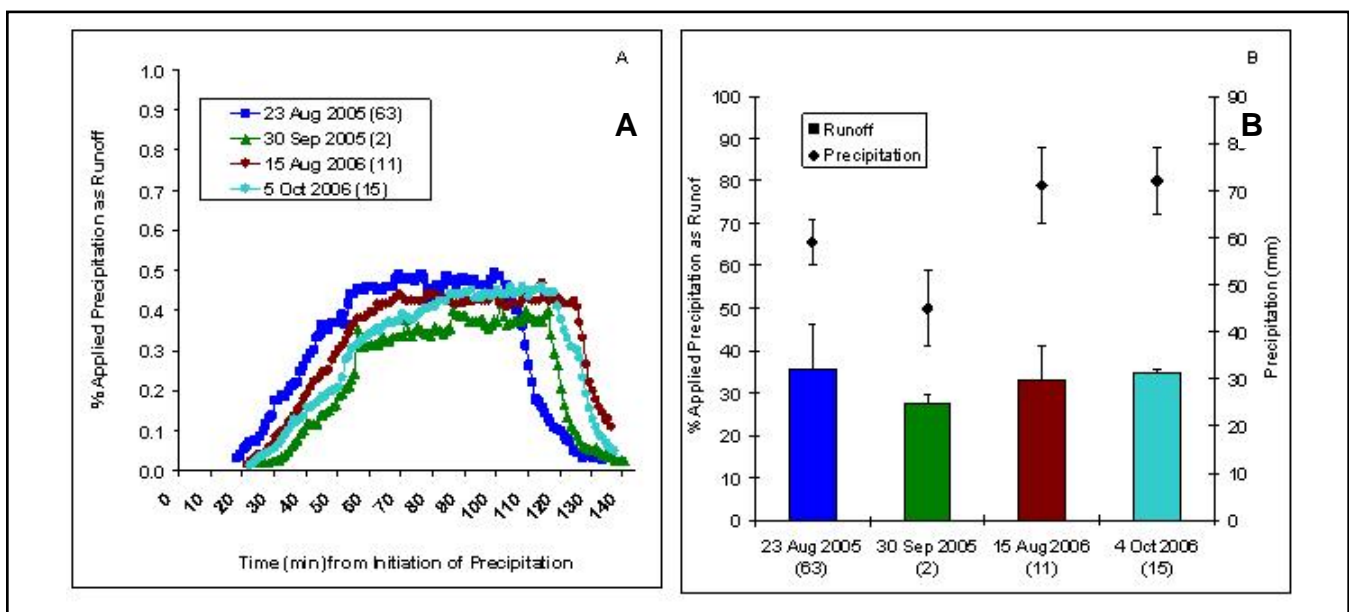 A
A
1.0
0.9
0.8
0.7
0.6
0.5
0.4
0.3
0.2
0.1
0.0
% Applied Precipitation as Runoff
23 Aug 2005 (63)
30 Sep 2005 (2)
15 Aug 2006 (11)
5 Oct 2006 (15)
0 10 20 30 40 50 60 70 80 90 100 110 120 130 140
Time (min) from Initiation of Precipitation
B
B
100
90
80
70
60
50
40
30
20
10
0
% Applied Precipitation as Runof
Runoff
Precipitation
90
80
70
60
50
40
30
20
10
0
Precipitation (mm)
23 Aug 2005 30 Sep 2005 15 Aug 2006 4 Oct 2006
(63) (2) (11) (15)